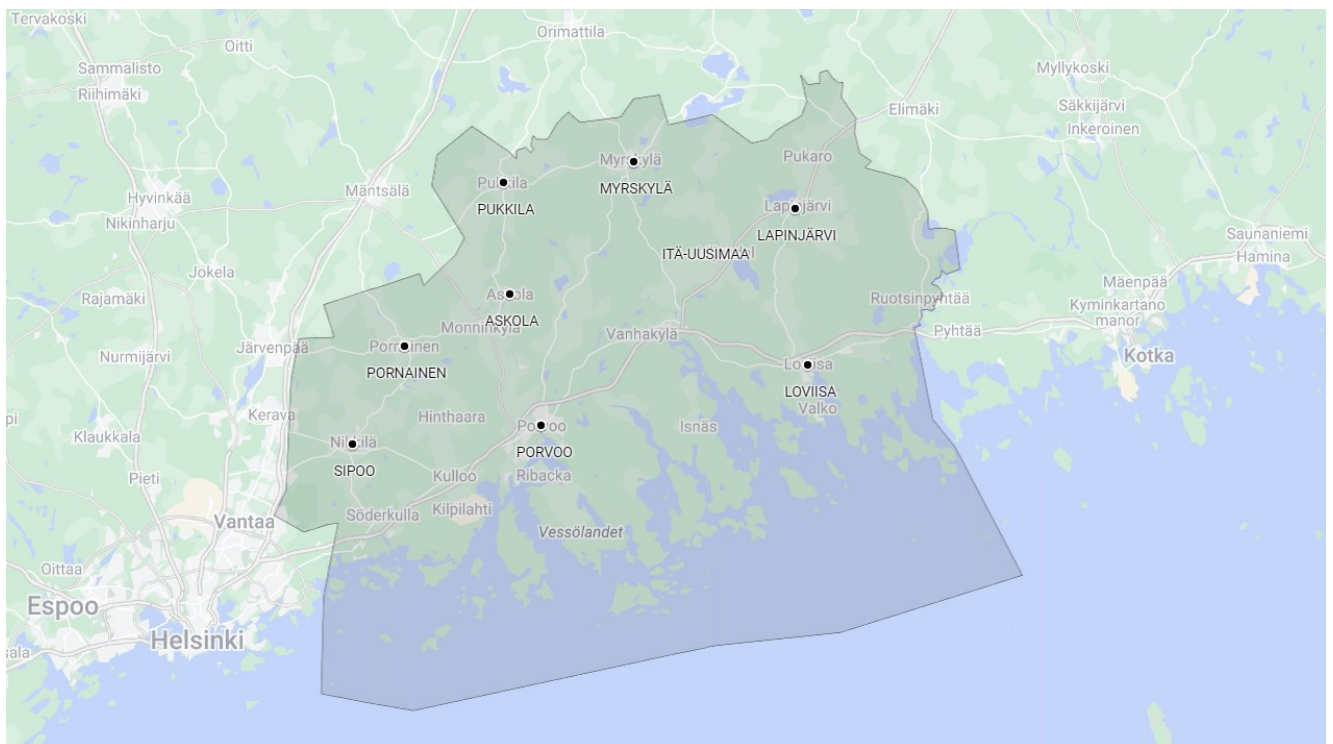 Tervakoski
Orimattila
Oitti
Sammalisto
Myllykoski
Riihimäki
Säkkijärvi
Elimäki
Inkeroinen
Myrskylä
Pukaro
Pukkila
Mäntsälä
MYRSKYLÄ
Hyvinkää
PUKKILA
Lapinjärvi
Nikinharju
LAPINJÄRVI
Saunaniemi
ITÄ-UUSIMAA
Hamina
Jokela
Mäenpää
Askola
Ruotsinpyhtää
Rajamäki
Kyminkartano
manor
ASKOLA
Monninkylä
Vanhakylä
Pyhtää
Järvenpää
Pornainen
Nurmijärvi
Kotka
Loviisa
PORNAINEN
LOVIISA
Valko
Kerava
Hinthaara
pi
Isnäs
Porvoo
Klaukkala
Nikkilä
PORVOO
SIPOO
Pieti
Kulloo
Ribacka
Kilpilahti
Söderkulla
Vantaa
Vessölandet
Oittaa
Espoo
Helsinki
sala